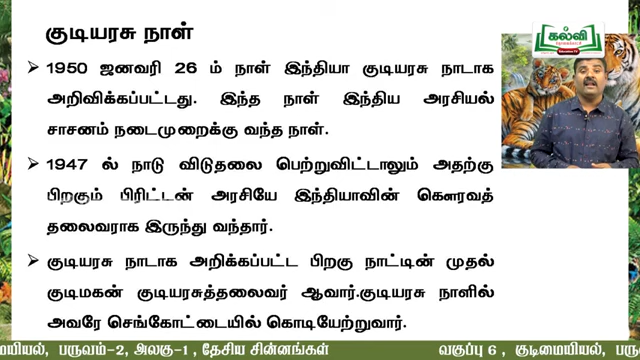 கல்வி
குடியரசு நாள்
➢ 1950 ஜனவரி 26 ம் நாள் இந்தியா குடியரசு நாடாக
அறிவிக்கப்பட்டது. இந்த நாள் இந்திய அரசியல்
சாசனம் நடைமுறைக்கு வந்த நாள்.
➢ 1947 ல் நாடு விடுதலை பெற்றுவிட்டாலும் அதற்கு
பிறகும் பிரிட்டன் அரசியே இந்தியாவின் கௌரவத்
தலைவராக இருந்து வந்தார்.
➢ குடியரசு நாடாக அறிக்கப்பட்ட பிறகு நாட்டின் முதல்
குடிமகன் குடியரசுத்தலைவர் ஆவார்.குடியரசு நாளில்,
அவரே செங்கோட்டையில் கொடியேற்றுவார்.
மையியல், பருவம்-2, அலகு-1 , தேசிய சின்னங்கள் வகுப்பு 6 , குடிமையியல், பரு